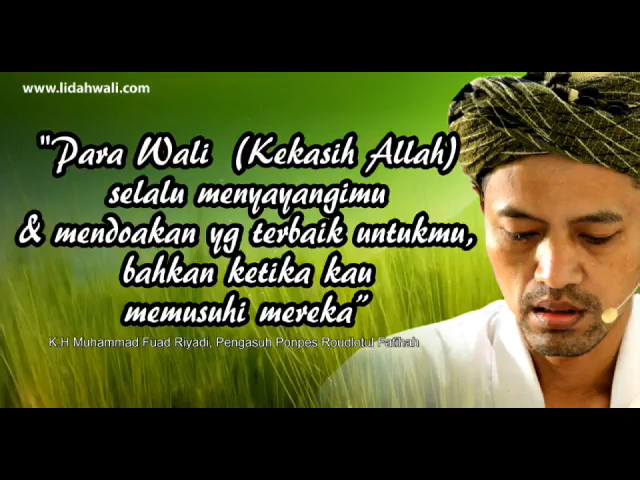 www.lidahwali.com
"Para Wali (Kekasih Allah)
selalu menyayangimu
& mendoakan yg terbaik untukmu,
bahkan ketika kau
memusuhi mereka"
K.H Muhammad Fuad Riyadi, Pengasuh Ponpes Roudlotul Fatihah